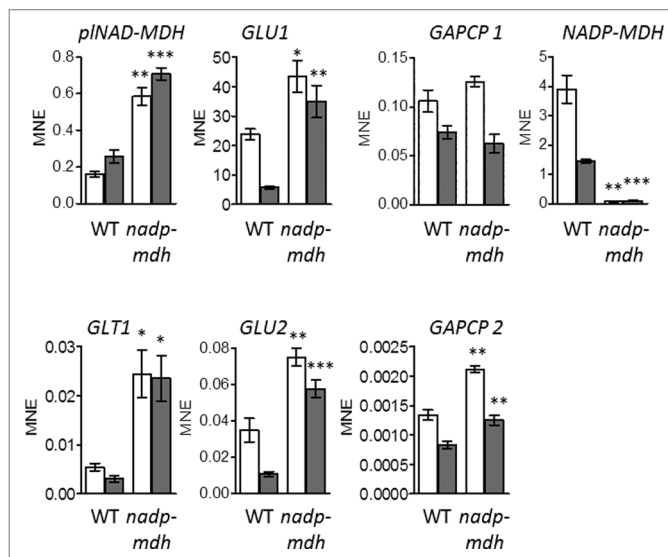 plNAD-MDH GLU1 GAPCP 1 NADP-MDH
MNE
0.8
0.6
0.4
0.2
0.0
** ***
WT nadp-
mdh
50
40
30
20
10
0
* **
WT nadp-
mdh
MNE
0.15
0.10
0.05
0.00
WT nadp-
mdh
MNE
5
4
3
2
1
0
** ***
WT nadp-
mdh
GLT1 GLU2 GAPCP 2
MNE
0.03
0.02
0.01
0.00
* *
WT nadp-
mdh
MNE
0.08
0.06
0.04
0.02
0.00
** ***
WT nadp-
mdh
MNE
0.0025
0.0020
0.0015
0.0010
0.0005
0.0000
** **
WT nadp-
mdh